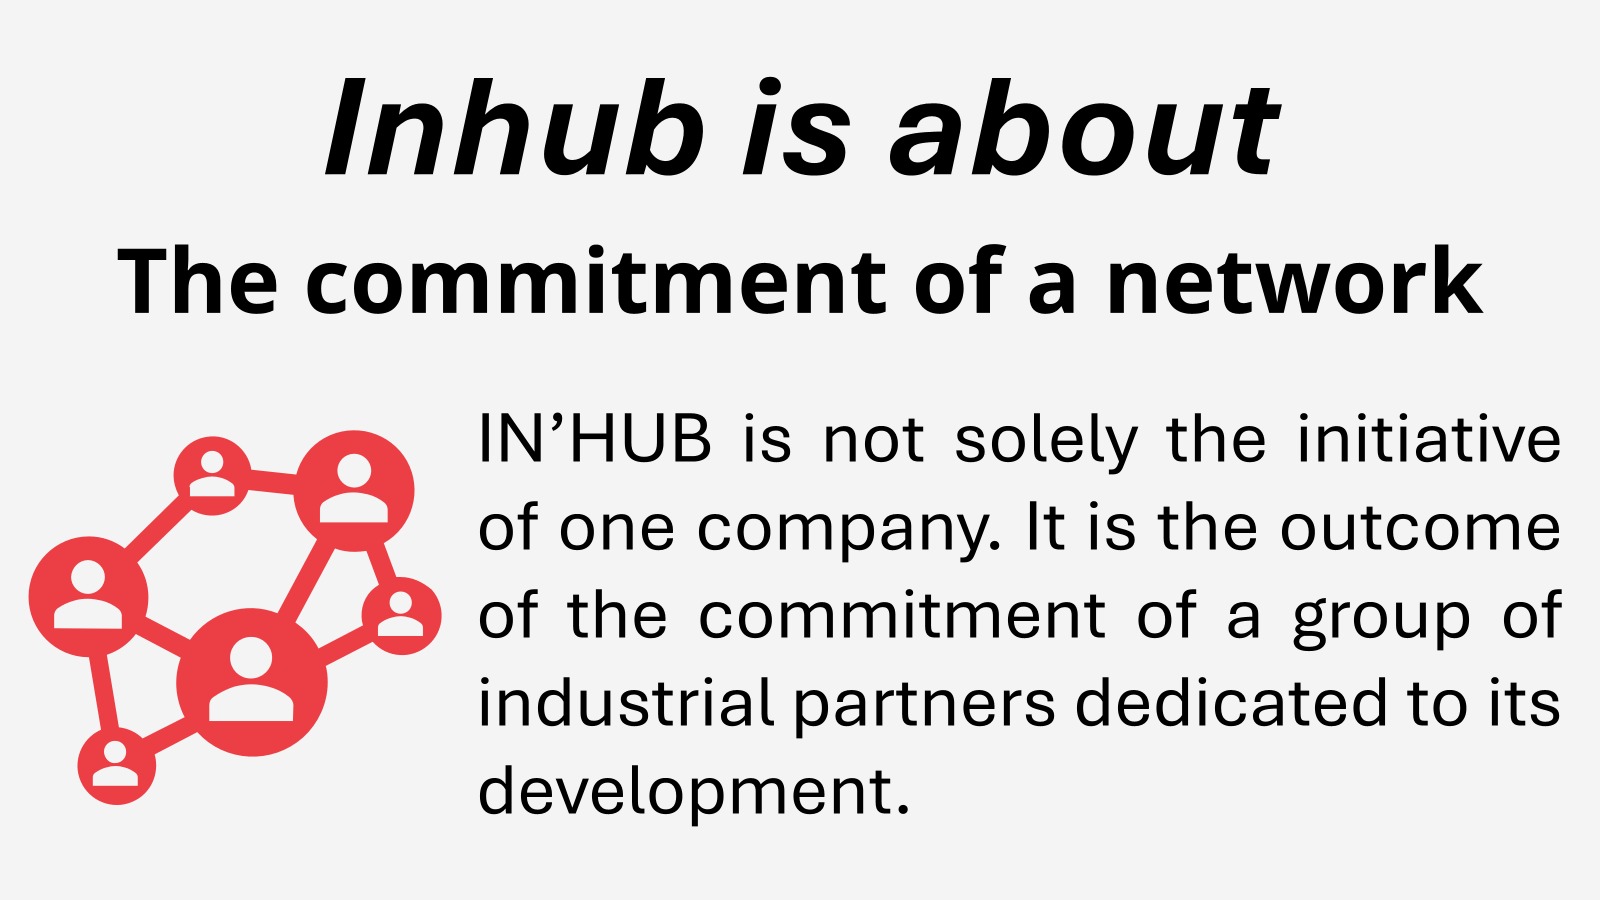 Inhub is about
The commitment of a network
IN’HUB is not solely the initiative
of one company. It is the outcome
of the commitment of a group of
industrial partners dedicated to its
development.